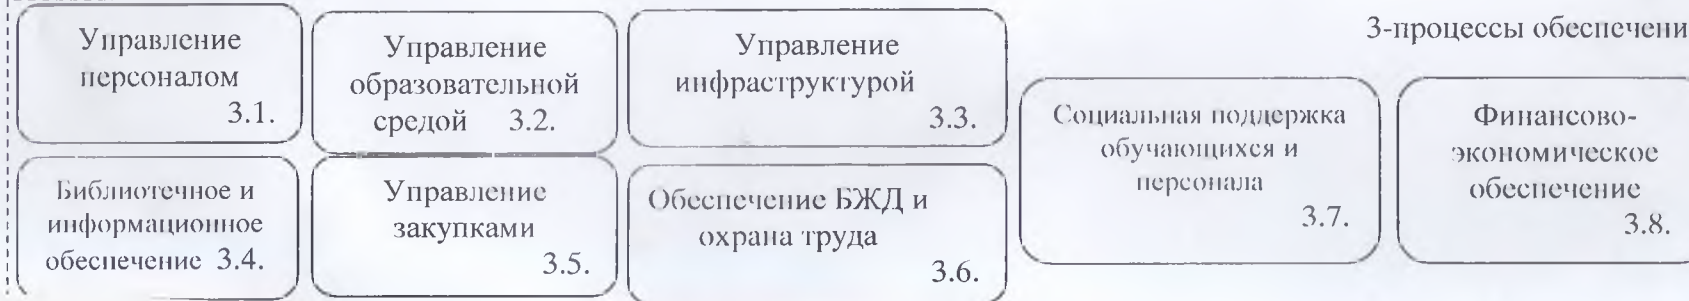 3-процессы обеспечени
Управление
персоналом
3.1.
Управление
образовательной
средой 3.2.
Управление
инфраструктурой
3.3.
Библиотечное и
информационное
обеспечение 3.4.
Управление
закупками
3.5.
Обеспечение БЖД и
охрана труда
3.6.
Социальная поддержка
обучающихся и
персонала
3.7.
Финансово-
экономическое
обеспечение
3.8.